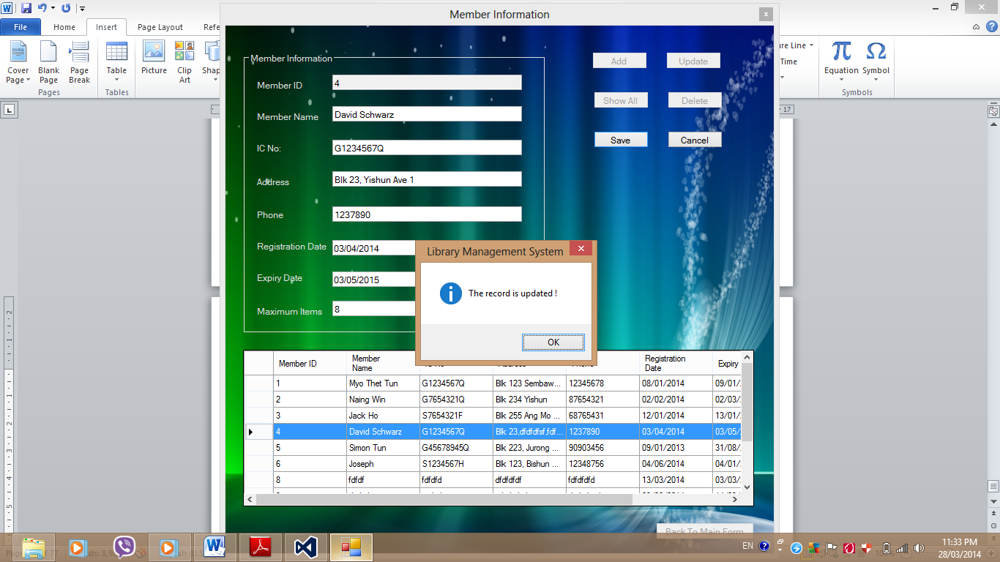 Member Information
x
File
Home
Insert
Page Layout
Refe
Cover Page
Blank Page
Page Break
Pages
Table
Tables
Picture
Clip Art
Shap
Equation
Symbol
Symbols
ure Line
Time
17
Member Information
Member ID
4
Member Name
David Schwarz
IC No:
G1234567Q
Address
Blk 23, Yishun Ave 1
Phone
1237890
Registration Date
03/04/2014
Expiry Date
03/05/2015
Maximum Items
8
Add
Update
Show All
Delete
Save
Cancel
Library Management System
The record is updated !
OK
Member ID Member Name Registration Date Expiry
1 Myo Thet Tun G1234567Q Blk 123 Sembaw... 12345678 08/01/2014 09/01/
2 Naing Win G7654321Q Blk 234 Yishun 87654321 02/02/2014 02/03/
3 Jack Ho S7654321F Blk 255 Ang Mo ... 68765431 12/01/2014 13/01/
4 David Schwarz G1234567Q Blk 23,dfdfdfsf,fdf... 1237890 03/04/2014 03/05/
5 Simon Tun G45678945Q Blk 223, Jurong ... 90903456 09/01/2013 31/08/
6 Joseph S1234567H Blk 123, Bishun ... 12348756 04/06/2014 04/01/
8 fdfdf fdfdfd dfdfdfdf fdfdfdfd 13/03/2014 03/03/
Back To Main Form
EN
11:33 PM
28/03/2014